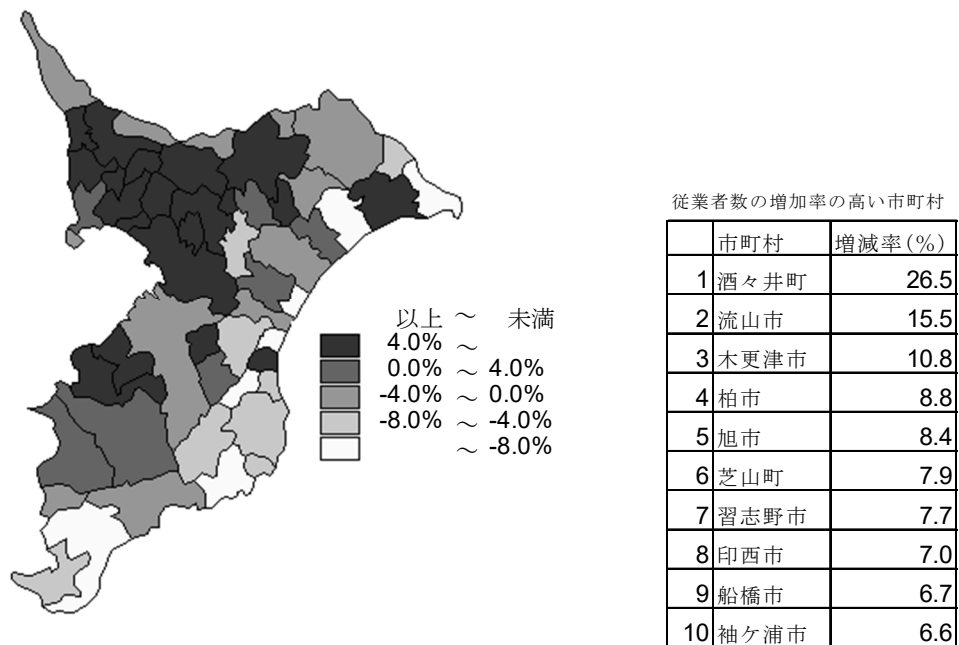 以上 ～ 未満
4.0% ～
0.0% ～ 4.0%
-4.0% ～ 0.0%
-8.0% ～ -4.0%
～ -8.0%
従業者数の増加率の高い市町村
市町村 増減率(%)
1 酒々井町 26.5
2 流山市 15.5
3 木更津市 10.8
4 柏市 8.8
5 旭市 8.4
6 芝山町 7.9
7 習志野市 7.7
8 印西市 7.0
9 船橋市 6.7
10 袖ケ浦市 6.6